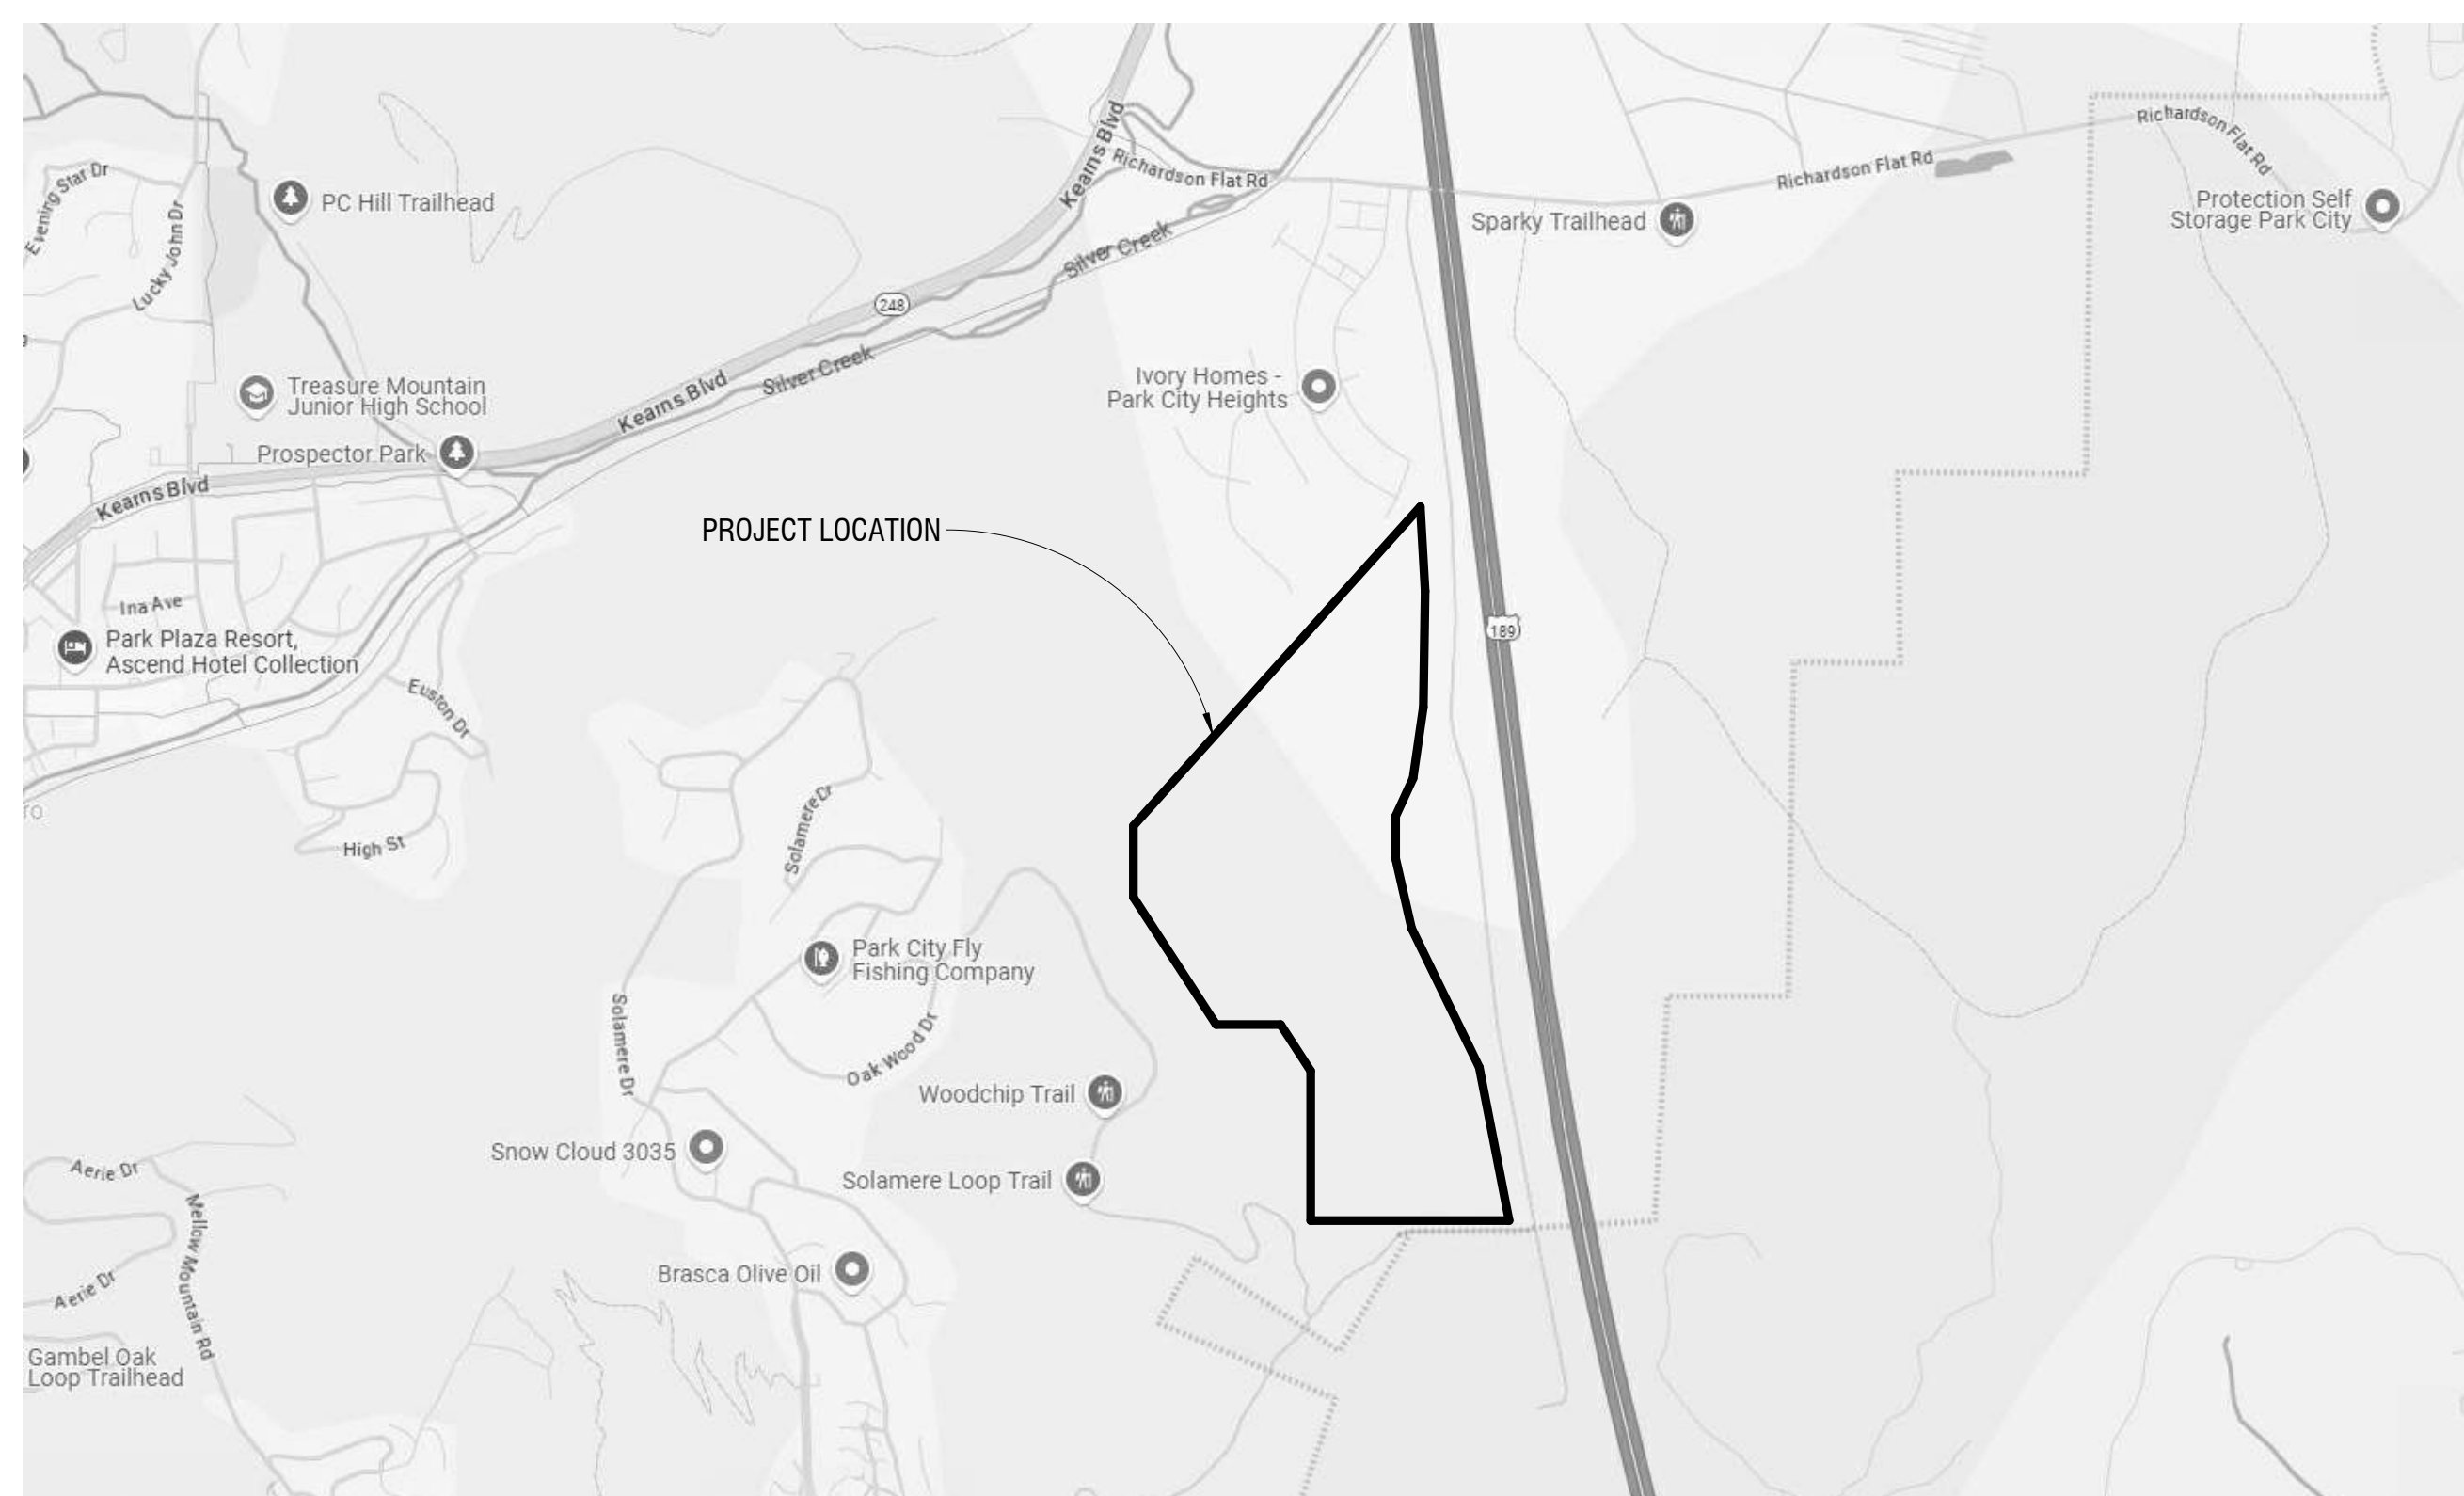 Kearns Blvd
Richardson Flat Rd
Richardson Flat Rd
Richardson Flat Rd
Evening Star Dr
Lucky John Dr
PC Hill Trailhead
Sparky Trailhead
Protection Self
Storage Park City
Silver Creek
248
Silver Creek
Kearns Blvd
Treasure Mountain
Junior High School
Ivory Homes -
Park City Heights
Prospector Park
Kearns Blvd
PROJECT LOCATION
Ina Ave
189
Park Plaza Resort,
Ascend Hotel Collection
Euston Dr
ro
High St
Solamere Dr
Park City Fly
Fishing Company
Solamere Dr
Oak Wood Dr
Woodchip Trail
Snow Cloud 3035
Solamere Loop Trail
Aerie Dr
Mellow Mountain Rd
Brasca Olive Oil
Aerie Dr
Gambel Oak
Loop Trailhead